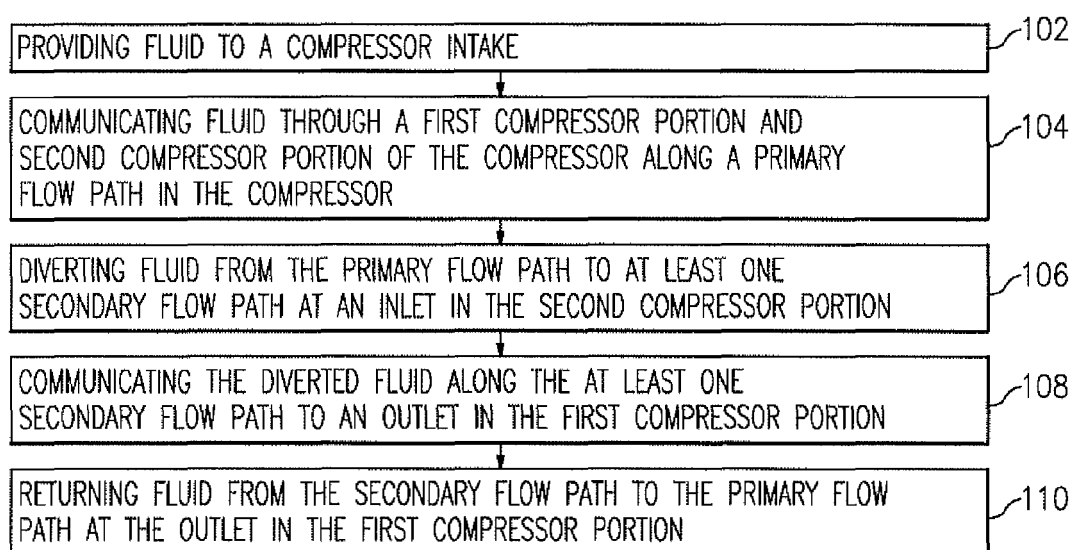 PROVIDING FLUID TO A COMPRESSOR INTAKE
102
COMMUNICATING FLUID THROUGH A FIRST COMPRESSOR PORTION AND
SECOND COMPRESSOR PORTION OF THE COMPRESSOR ALONG A PRIMARY
FLOW PATH IN THE COMPRESSOR
104
DIVERTING FLUID FROM THE PRIMARY FLOW PATH TO AT LEAST ONE
SECONDARY FLOW PATH AT AN INLET IN THE SECOND COMPRESSOR PORTION
106
COMMUNICATING THE DIVERTED FLUID ALONG THE AT LEAST ONE
SECONDARY FLOW PATH TO AN OUTLET IN THE FIRST COMPRESSOR PORTION
108
RETURNING FLUID FROM THE SECONDARY FLOW PATH TO THE PRIMARY FLOW
PATH AT THE OUTLET IN THE FIRST COMPRESSOR PORTION
110